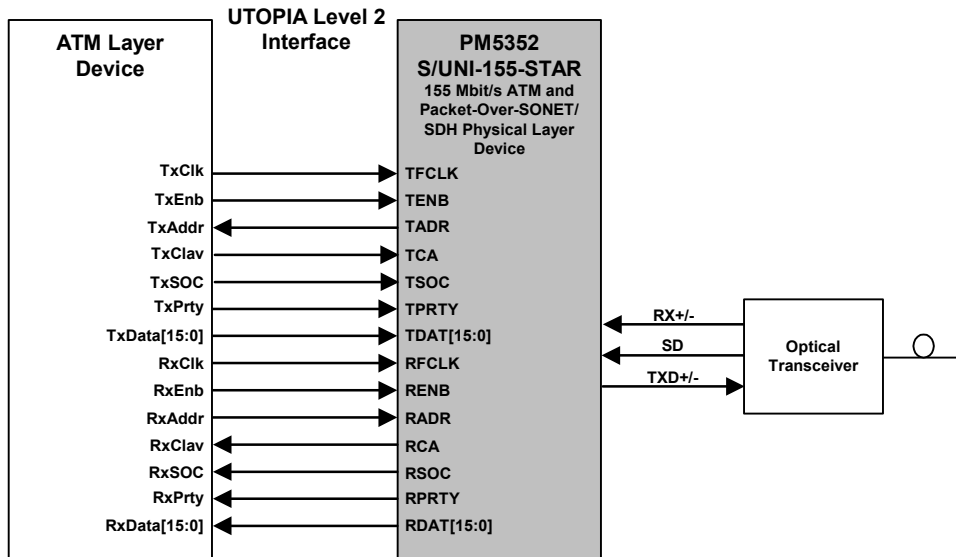 UTOPIA Level 2
Interface
ATM Layer
Device
PM5352
S/UNI-155-STAR
155 Mbit/s ATM and
Packet-Over-SONET/
SDH Physical Layer
Device
TxClk TFCLK
TxEnb TENB
TxAddr TADR
TxClav TCA
TxSOC TSOC
TxPrty TPRTY
TxData[15:0] TDAT[15:0]
RxClk RFCLK
RxEnb RENB
RxAddr RADR
RxClav RCA
RxSOC RSOC
RxPrty RPRTY
RxData[15:0] RDAT[15:0]
RX+/-
SD
TXD+/-
Optical
Transceiver